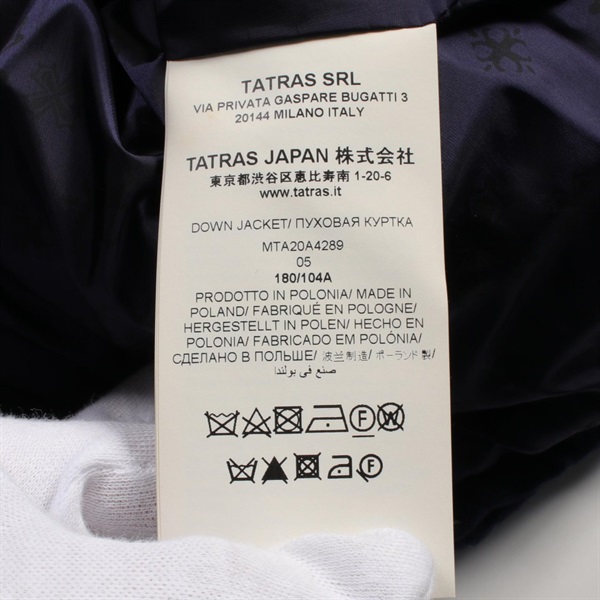 TATRAS SRL
VIA PRIVATA GASPARE BUGATTI 3
20144 MILANO ITALY
TATRAS JAPAN 株式会社
東京都渋谷区恵比寿南 1-20-6
www.tatras.it
DOWN JACKET/ ПУХОВАЯ КУРТКА
MTA20A4289
05
180/104A
PRODOTTO IN POLONIA/ MADE IN
POLAND/ FABRIQUÉ EN POLOGNE/
HERGESTELLT IN POLEN/ HECHO EN
POLONIA/ FABRICADO EM POLÓNIA/
СДЕЛАНО В ПОЛЬШЕ/ 波兰制造/ ポーランド製/
صنع في بولندا/
P F W
A F